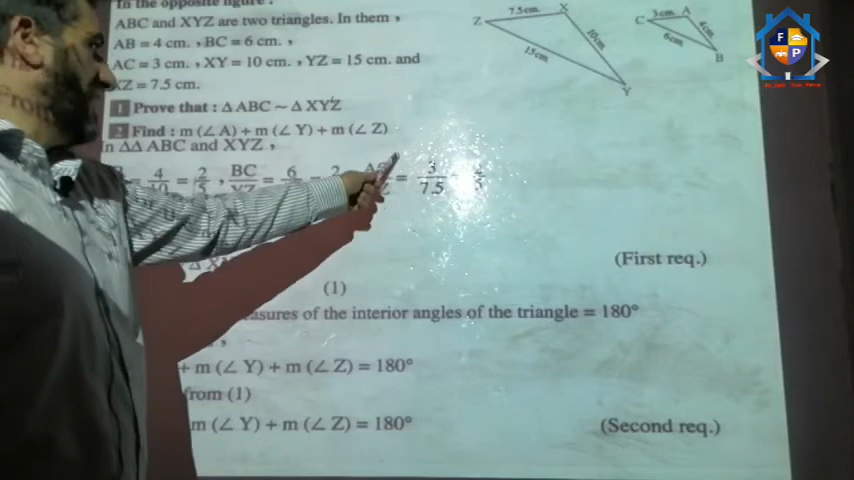 In the opposite figure :
ABC and XYZ are two triangles. In them ,
AB = 4 cm. , BC = 6 cm. ,
AC = 3 cm. , XY = 10 cm. , YZ = 15 cm. and
XZ = 7.5 cm.
1 Prove that : Δ ABC ~ Δ XYZ
2 Find : m (∠ A) + m (∠ Y) + m (∠ Z)
7.5cm.
X
Z
10cm.
15cm.
Y
3cm.
A
C
4cm.
6cm.
B
F
P
In ΔΔ ABC and XYZ ,
= 4/10 = 2/5 , BC/YZ = 6 = 2 = 3/7.5
(First req.)
(1)
measures of the interior angles of the triangle = 180°
+ m (∠ Y) + m (∠ Z) = 180°
from (1)
m (∠ Y) + m (∠ Z) = 180°
(Second req.)